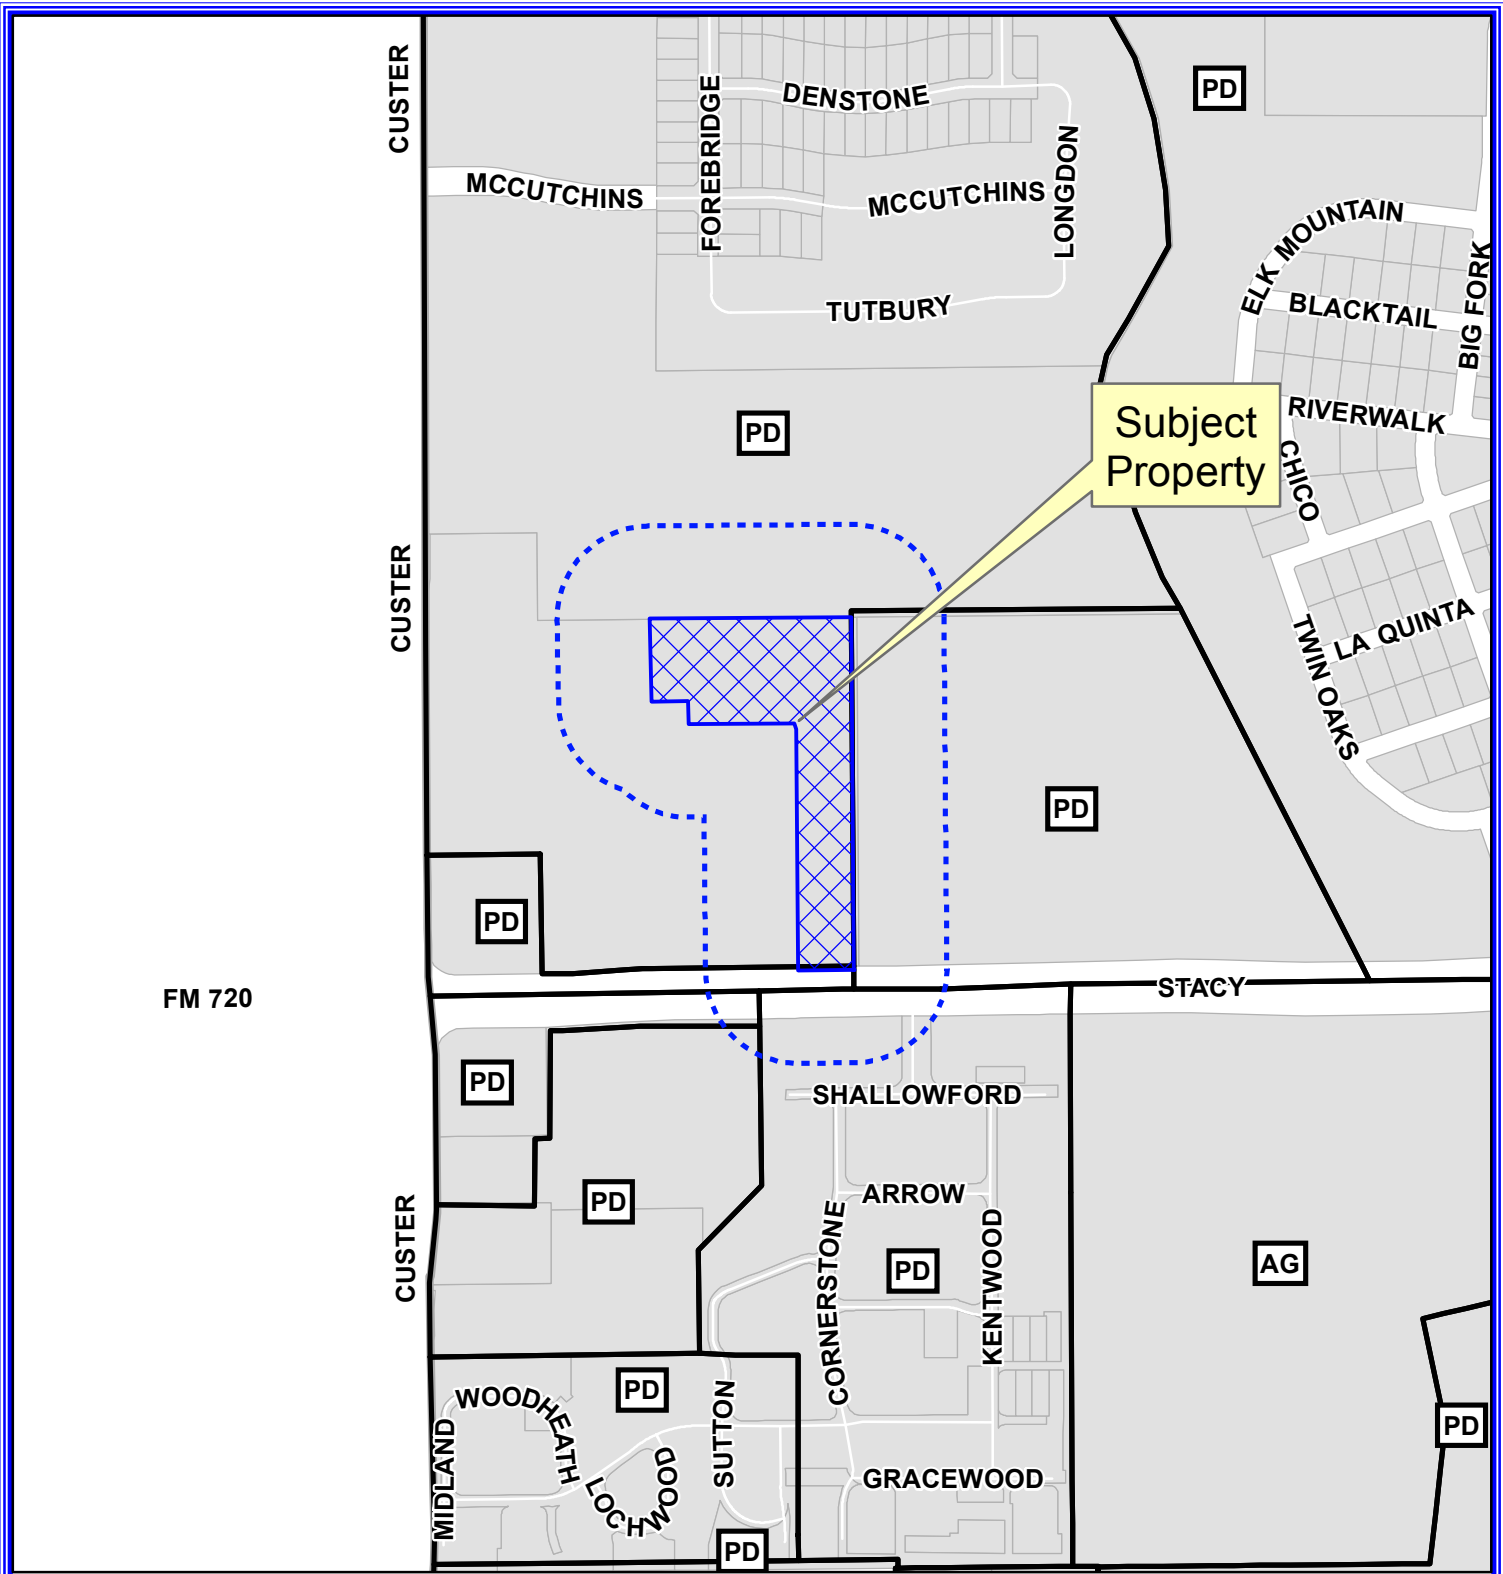 CUSTER
DENSTONE
PD
FOREBRIDGE
LONGDON
MCCUTCHINS
MCCUTCHINS
ELK MOUNTAIN
TUTBURY
BLACKTAIL
BIG FORK
Subject
Property
RIVERWALK
PD
CHICO
CUSTER
LA QUINTA
TWIN OAKS
PD
PD
FM 720
STACY
PD
SHALLOWFORD
PD
ARROW
CUSTER
CORNERSTONE
KENTWOOD
PD
AG
PD
WOODHEATH
SUTTON
PD
MIDLAND
LOCHWOOD
GRACEWOOD
PD